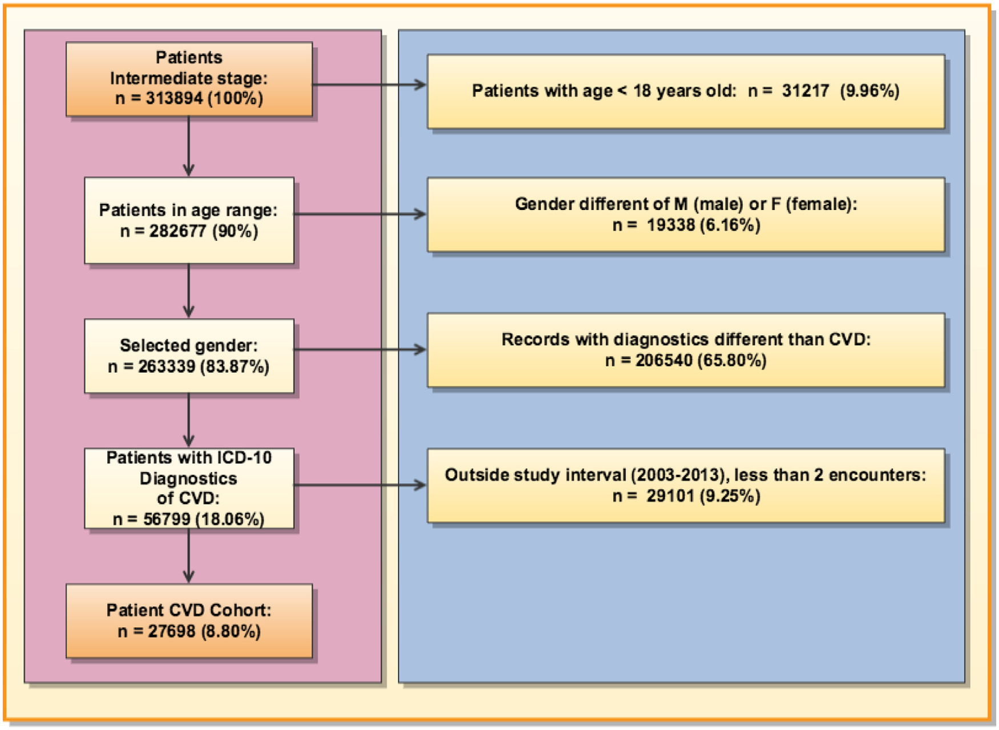 Patients
Intermediate stage:
n = 313894 (100%)
Patients with age < 18 years old: n = 31217 (9.96%)
Patients in age range:
n = 282677 (90%)
Gender different of M (male) or F (female):
n = 19338 (6.16%)
Selected gender:
n = 263339 (83.87%)
Records with diagnostics different than CVD:
n = 206540 (65.80%)
Patients with ICD-10
Diagnostics
of CVD:
n = 56799 (18.06%)
Outside study interval (2003-2013), less than 2 encounters:
n = 29101 (9.25%)
Patient CVD Cohort:
n = 27698 (8.80%)